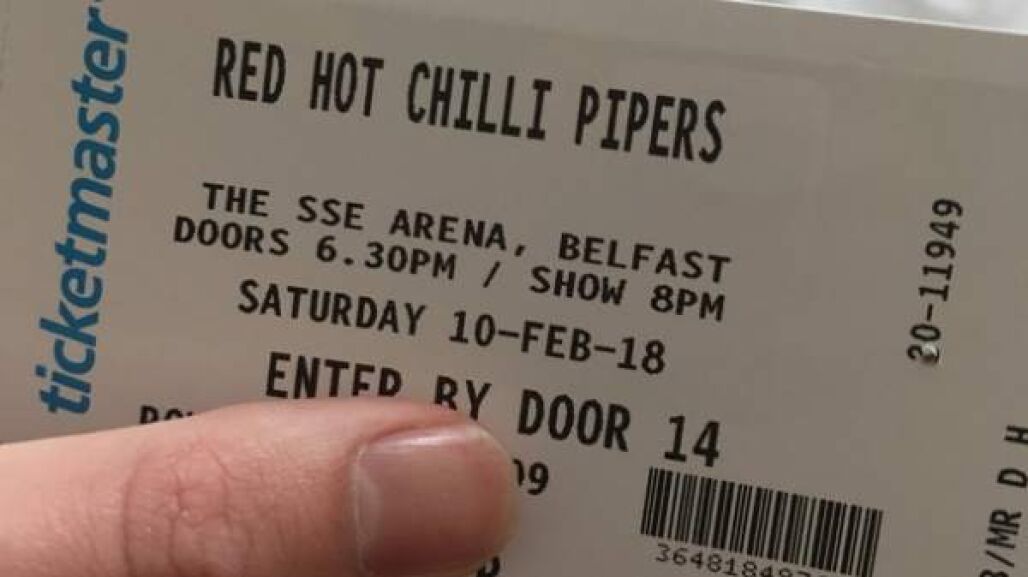 ticketmaster
RED HOT CHILLI PIPERS
THE SSE ARENA, BELFAST
DOORS 6.30PM / SHOW 8PM
SATURDAY 10-FEB-18
ENTER BY DOOR 14
20-11949
/MR D H